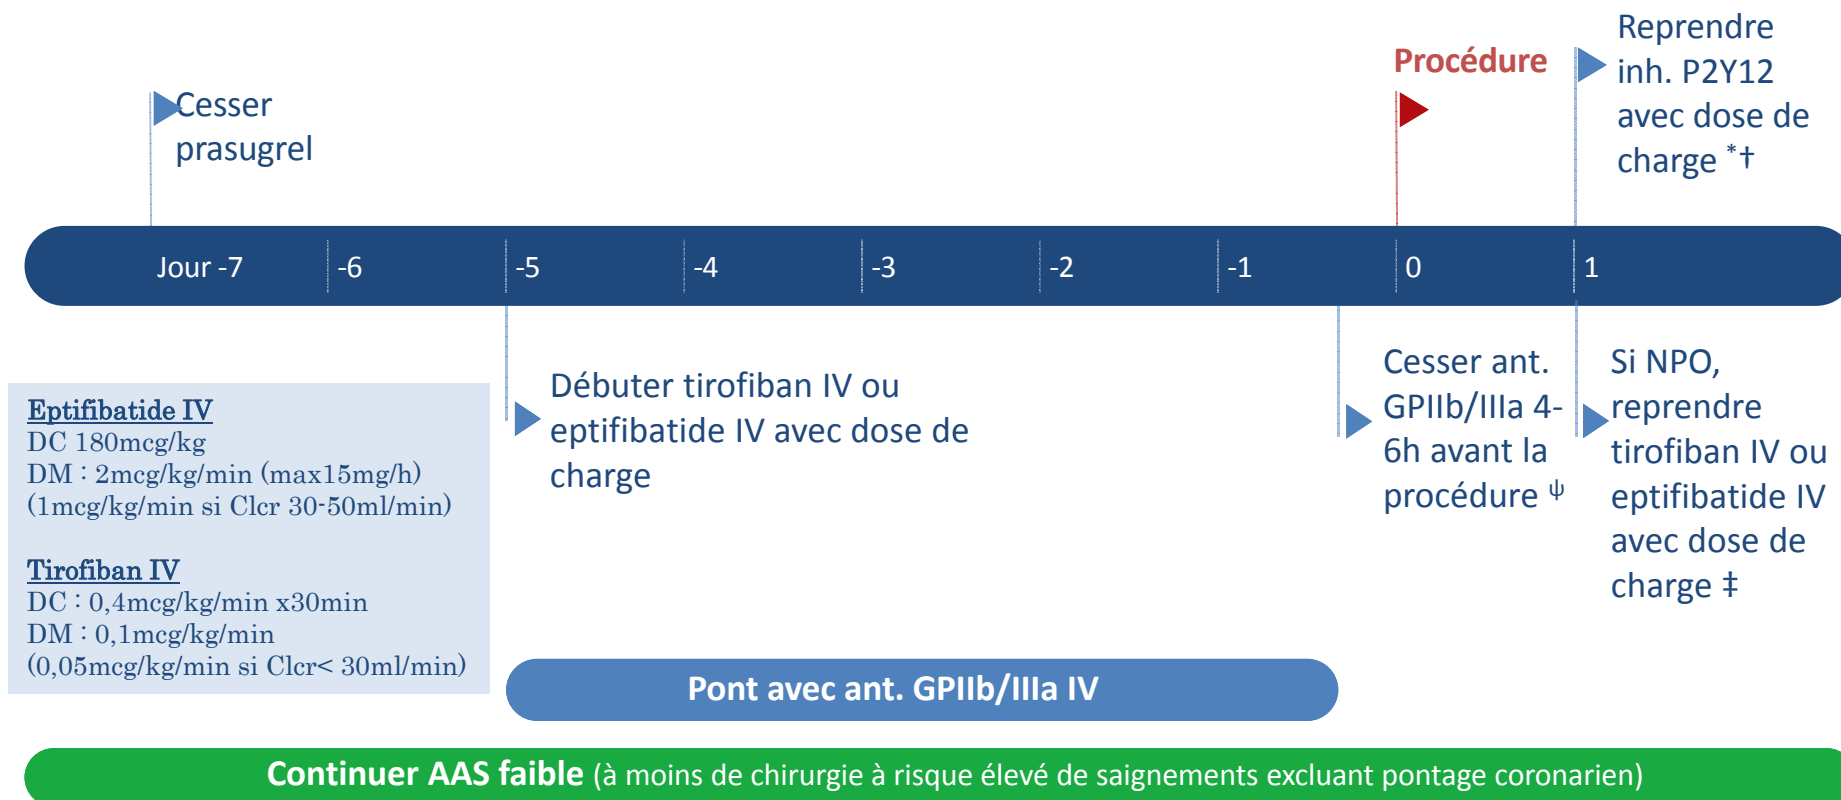 Cesser
prasugrel
Procédure
Reprendre
inh. P2Y12
avec dose de
charge *†
Jour -7
-6
-5
-4
-3
-2
-1
0
1
Eptifibatide IV
DC 180mcg/kg
DM : 2mcg/kg/min (max15mg/h)
(1mcg/kg/min si Clcr 30-50ml/min)
Tirofiban IV
DC : 0,4mcg/kg/min x30min
DM : 0,1mcg/kg/min
(0,05mcg/kg/min si Clcr< 30ml/min)
Débuter tirofiban IV ou
eptifibatide IV avec dose de
charge
Cesser ant.
GPIIb/IIIa 4-
6h avant la
procédure ψ
Si NPO,
reprendre
tirofiban IV ou
eptifibatide IV
avec dose de
charge ‡
Pont avec ant. GPIIb/IIIa IV
Continuer AAS faible (à moins de chirurgie à risque élevé de saignements excluant pontage coronarien)